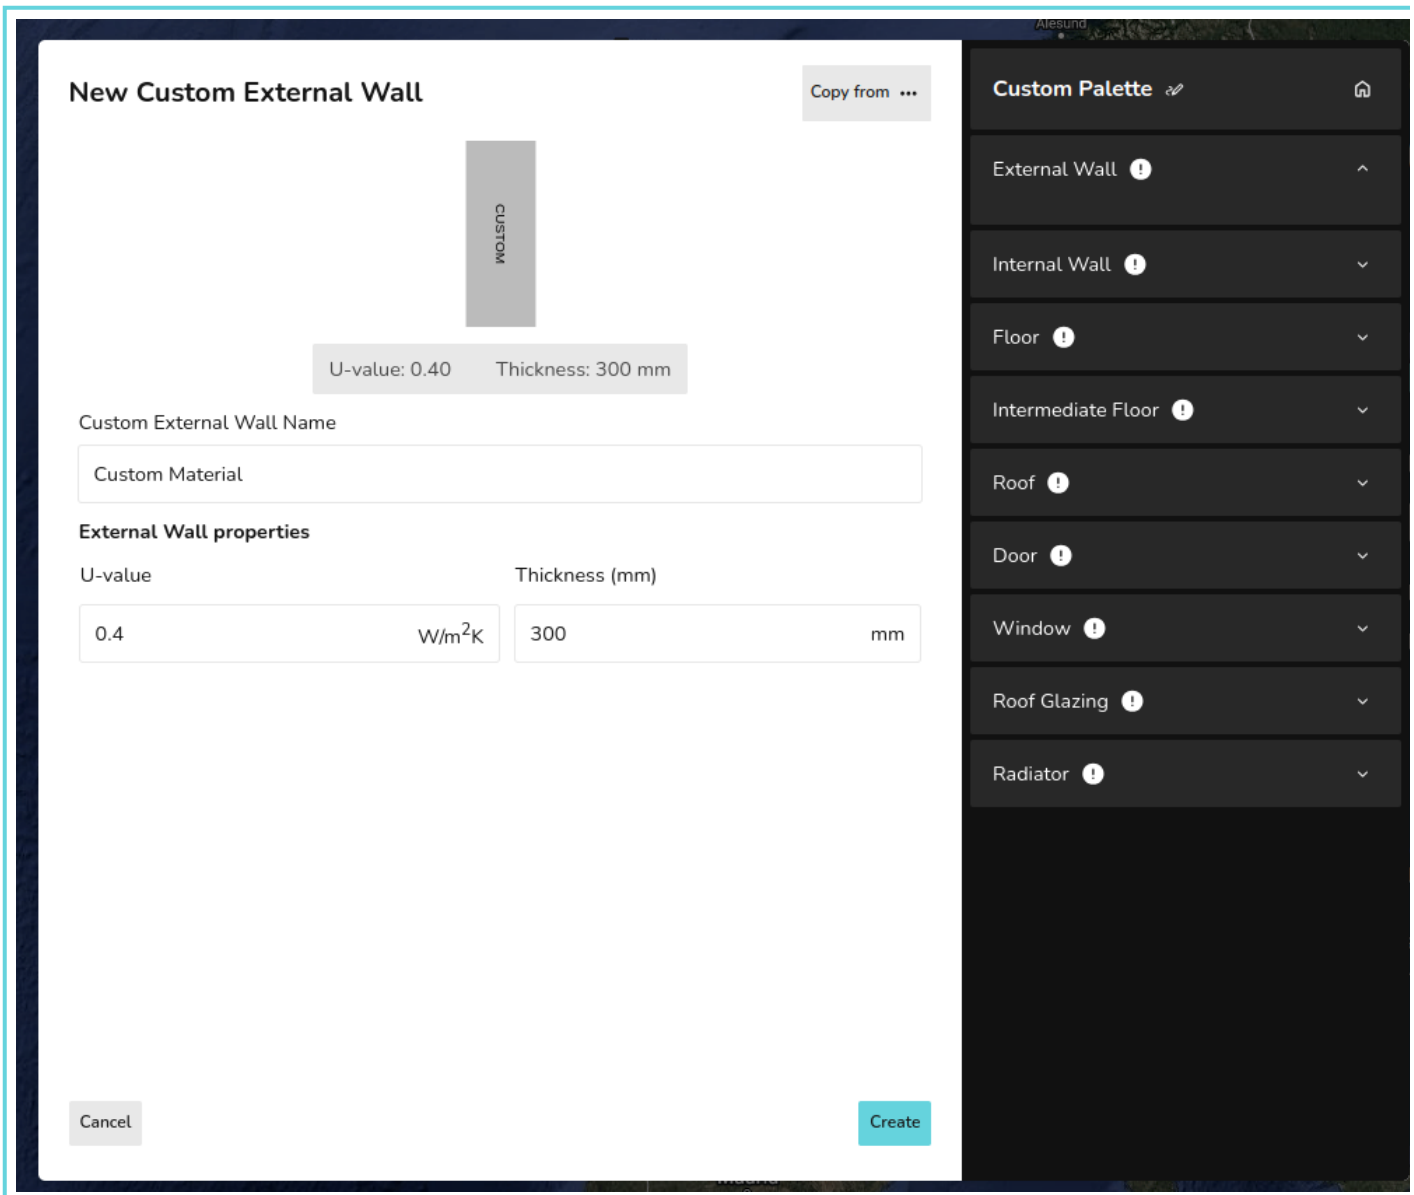 Alesund
New Custom External Wall
Copy from •••
CUSTOM
U-value: 0.40 Thickness: 300 mm
Custom External Wall Name
Custom Material
External Wall properties
U-value Thickness (mm)
0.4 W/m²K 300 mm
Cancel Create
Custom Palette
External Wall
Internal Wall
Floor
Intermediate Floor
Roof
Door
Window
Roof Glazing
Radiator